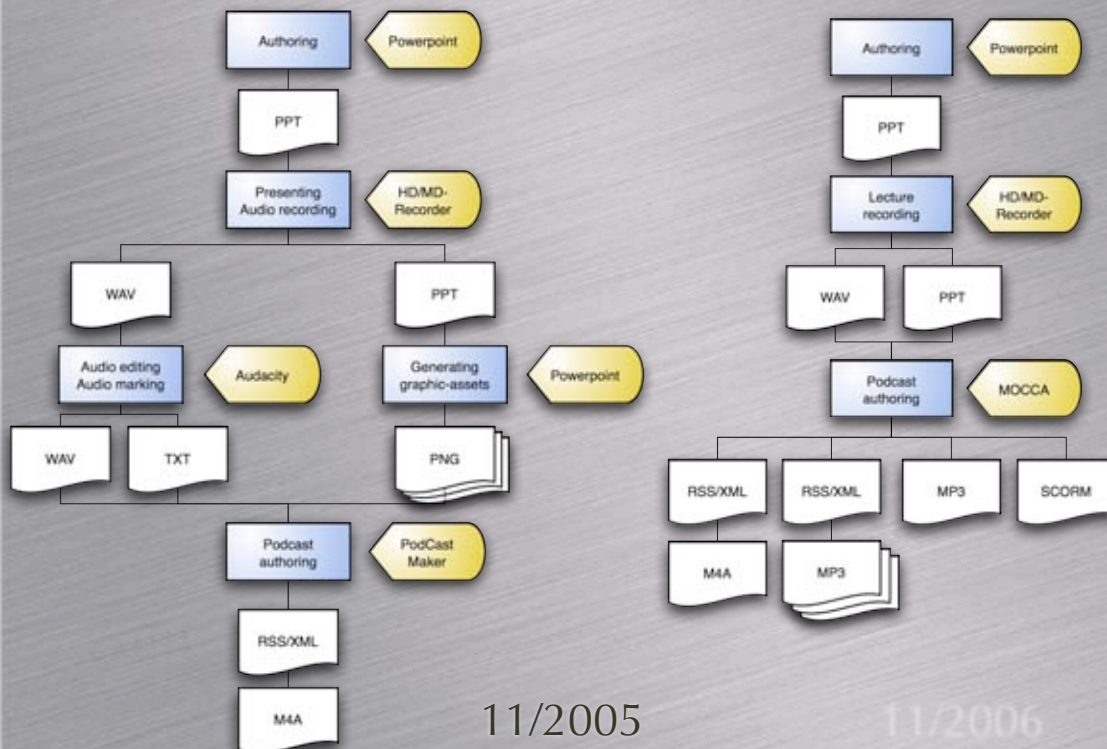 Authoring
Powerpoint
PPT
Presenting
Audio recording
HD/MD-
Recorder
WAV
PPT
Audio editing
Audio marking
Audacity
Generating
graphic-assets
Powerpoint
WAV
TXT
PNG
Podcast
authoring
PodCast
Maker
RSS/XML
M4A
11/2005
Authoring
Powerpoint
PPT
Lecture
recording
HD/MD-
Recorder
WAV
PPT
Podcast
authoring
MOCCA
RSS/XML
RSS/XML
MP3
SCORM
M4A
MP3
11/2006